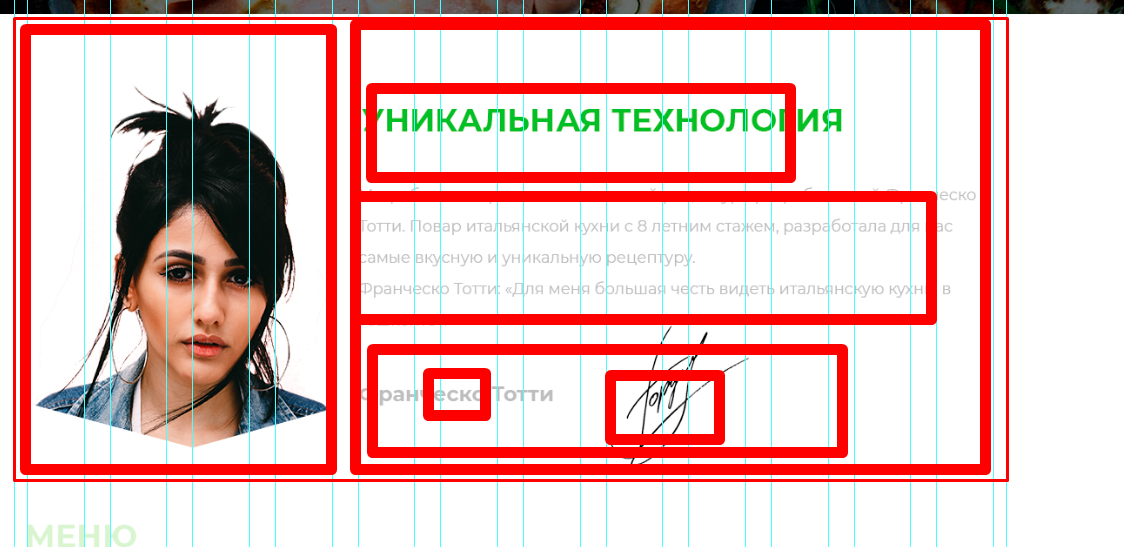 УНИКАЛЬНАЯ ТЕХНОЛОГИЯ
Тотти. Повар итальянской кухни с 8 летним стажем, разработала для вас
самые вкусную и уникальную рецептуру.
Франческо Тотти: «Для меня большая честь видеть итальянскую кухню в
Франческо Тотти
МЕНЮ